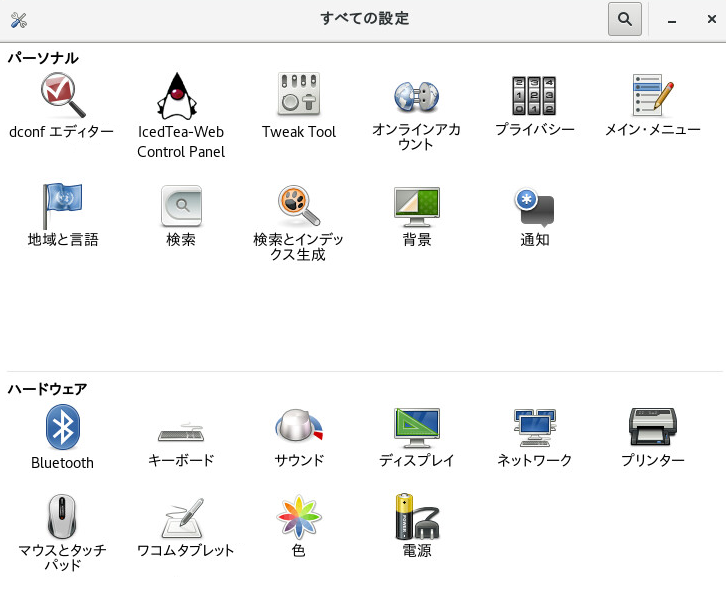 すべての設定
パーソナル
dconf エディター
IcedTea-Web
Control Panel
Tweak Tool
オンラインアカ
ウント
プライバシー
メイン・メニュー
地域と言語
検索
検索とインデッ
クス生成
背景
通知
ハードウェア
Bluetooth
キーボード
サウンド
ディスプレイ
ネットワーク
プリンター
マウスとタッチ
パッド
ワコムタブレット
色
電源